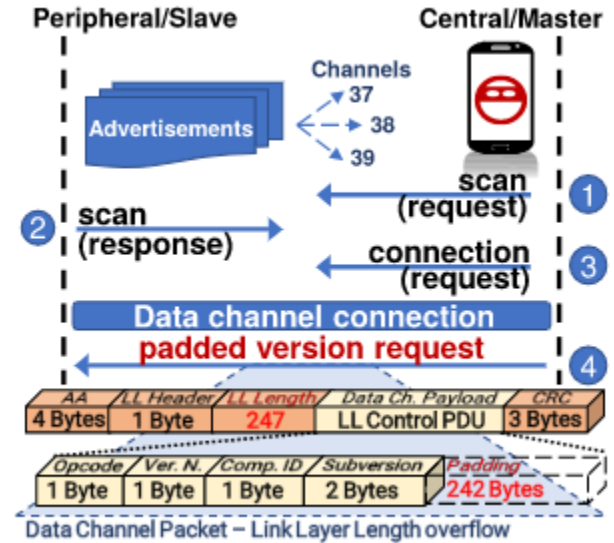 Peripheral/Slave
Central/Master
Channels
37
Advertisements
38
39
scan
(request)
1
2
scan
(response)
connection
(request)
3
Data channel connection
padded version request
4
AA
LL Header
LL Length
Data Ch. Payload
CRC
4 Bytes
1 Byte
247
LL Control PDU
3 Bytes
Opcode
Ver. N.
Comp. ID
Subversion
Padding
1 Byte
1 Byte
1 Byte
2 Bytes
242 Bytes
Data Channel Packet – Link Layer Length overflow